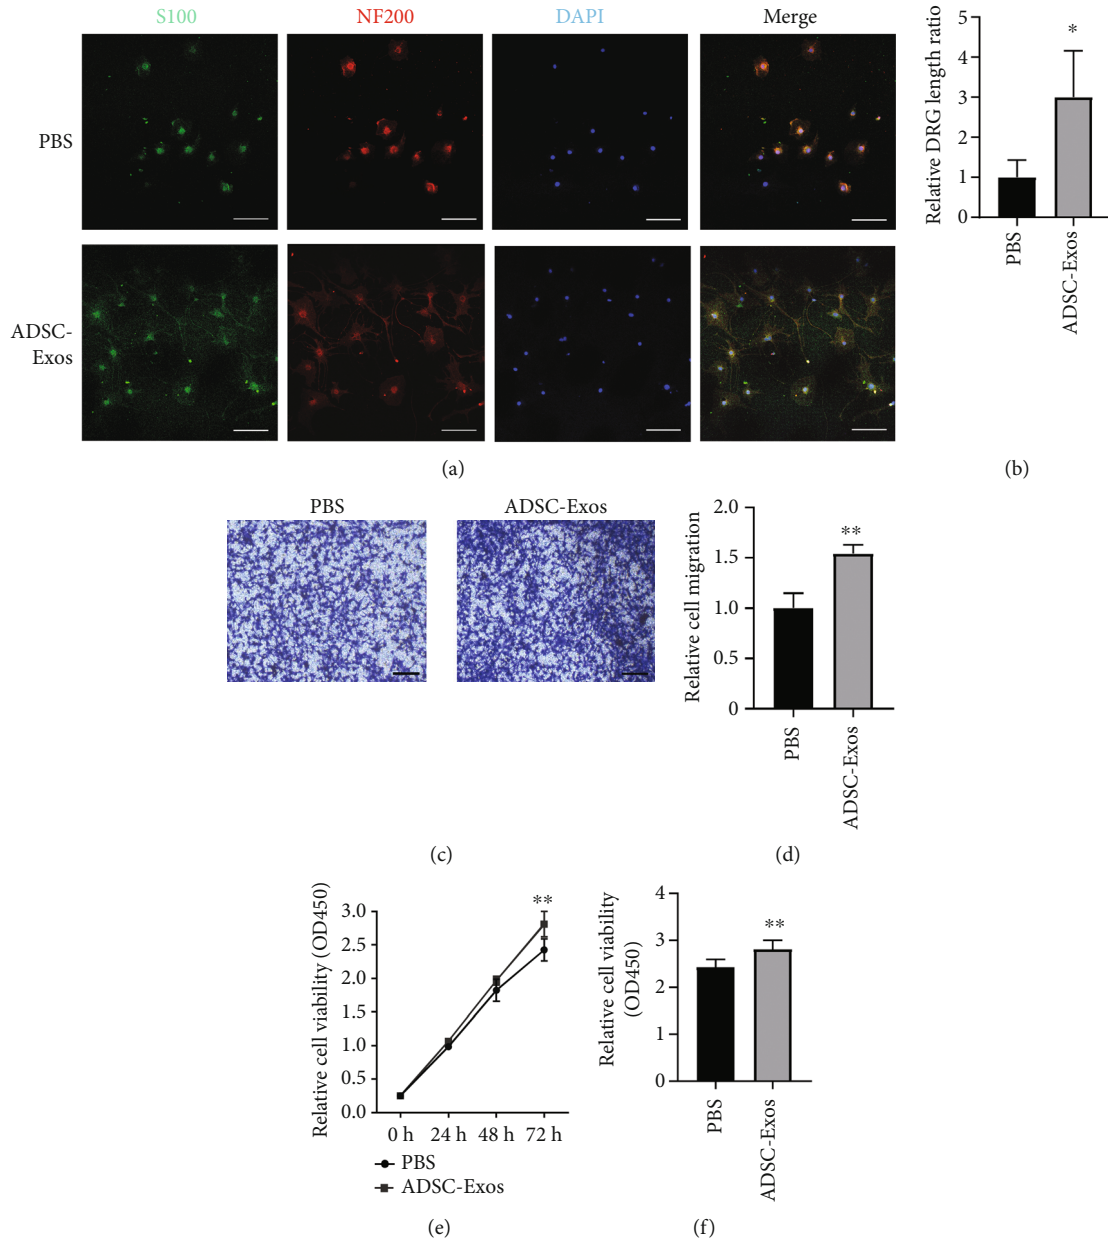 S100
NF200
DAPI
Merge
PBS
ADSC-
Exos
(a)
Relative DRG length ratio
5
4
3
2
1
0
*
PBS
ADSC-Exos
(b)
PBS
ADSC-Exos
(c)
Relative cell migration
2.0
1.5
1.0
0.5
0
**
PBS
ADSC-Exos
(d)
Relative cell viability (OD450)
3.0
2.5
2.0
1.5
1.0
0.5
0.0
**
0 h
24 h
48 h
72 h
PBS
ADSC-Exos
(e)
Relative cell viability
(OD450)
4
3
2
1
0
**
PBS
ADSC-Exos
(f)